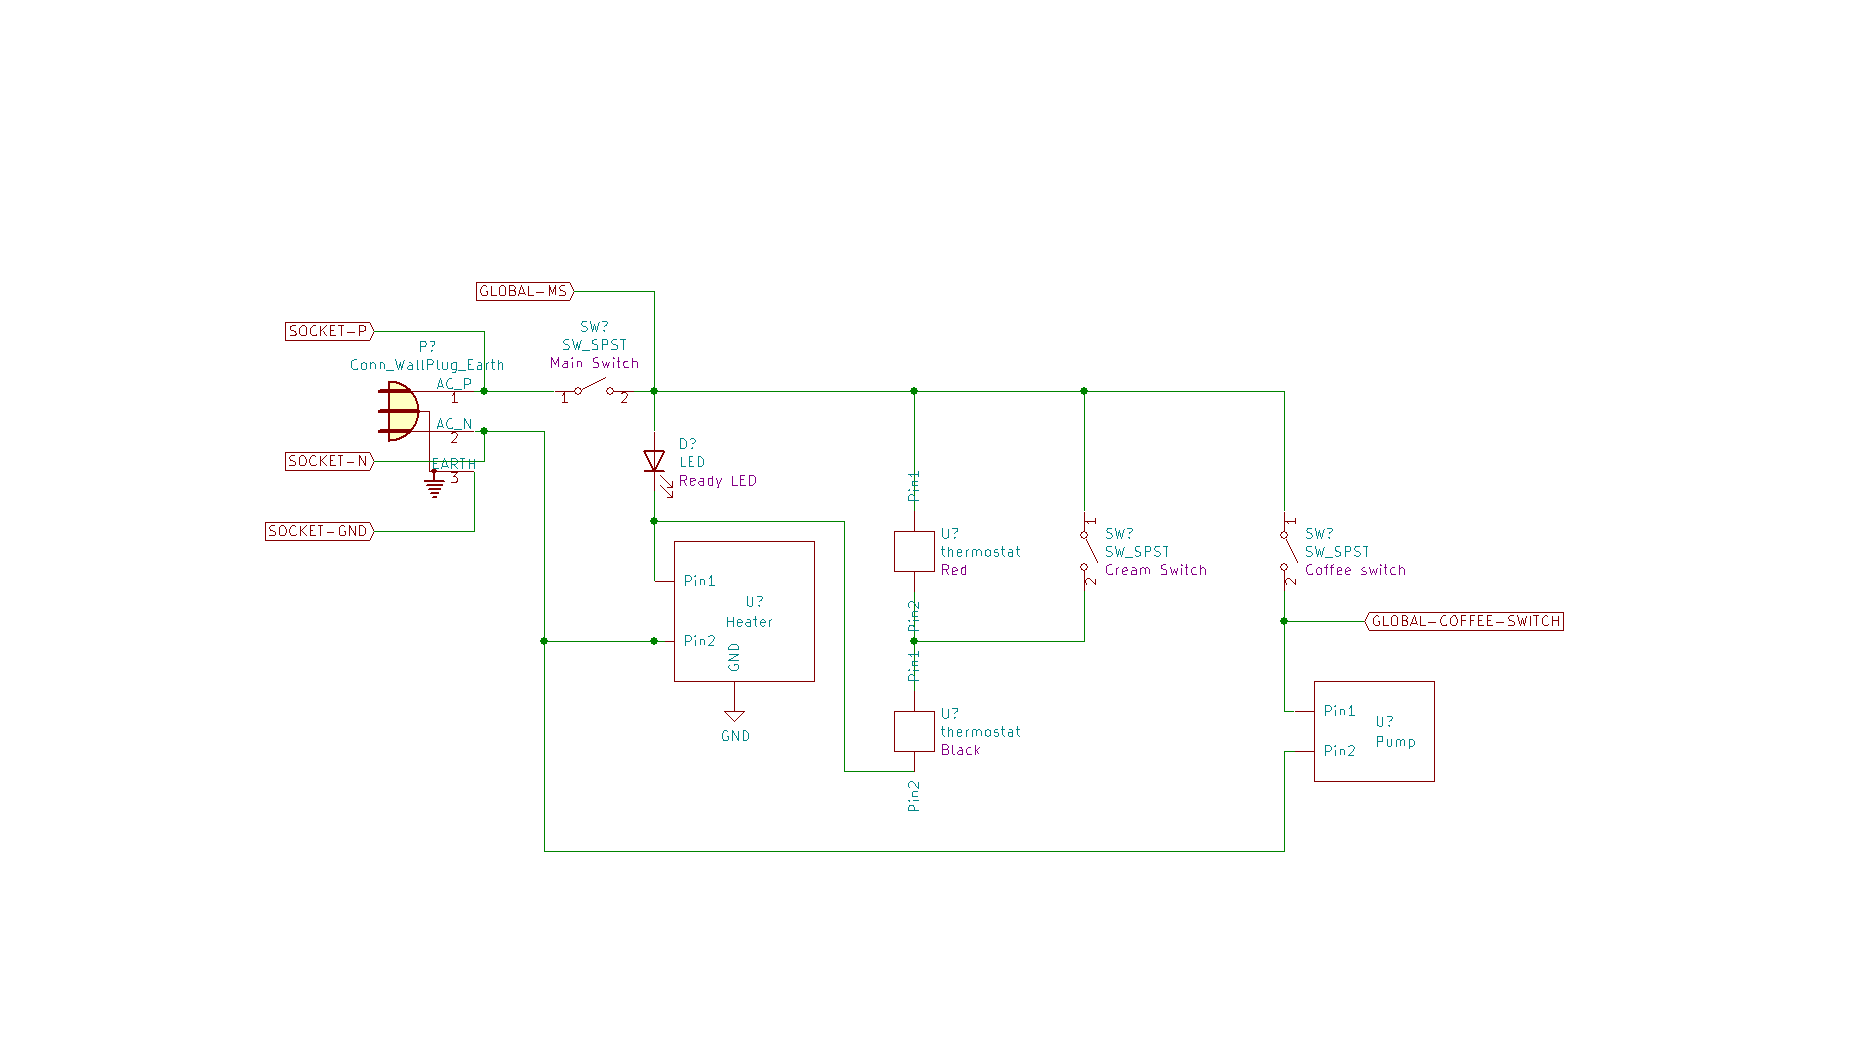 GLOBAL-MS
SOCKET-P
SW?
SW_SPST
Main Switch
P?
Conn_WallPlug_Earth
AC_P
1
1
2
AC_N
2
SOCKET-N
EARTH
3
SOCKET-GND
D?
LED
Ready LED
Pin1
U?
thermostat
Red
Pin2
1
SW?
SW_SPST
Cream Switch
2
1
SW?
SW_SPST
Coffee switch
2
Pin1
U?
Heater
Pin2
GND
GND
Pin1
U?
thermostat
Black
Pin2
GLOBAL-COFFEE-SWITCH
Pin1
U?
Pump
Pin2